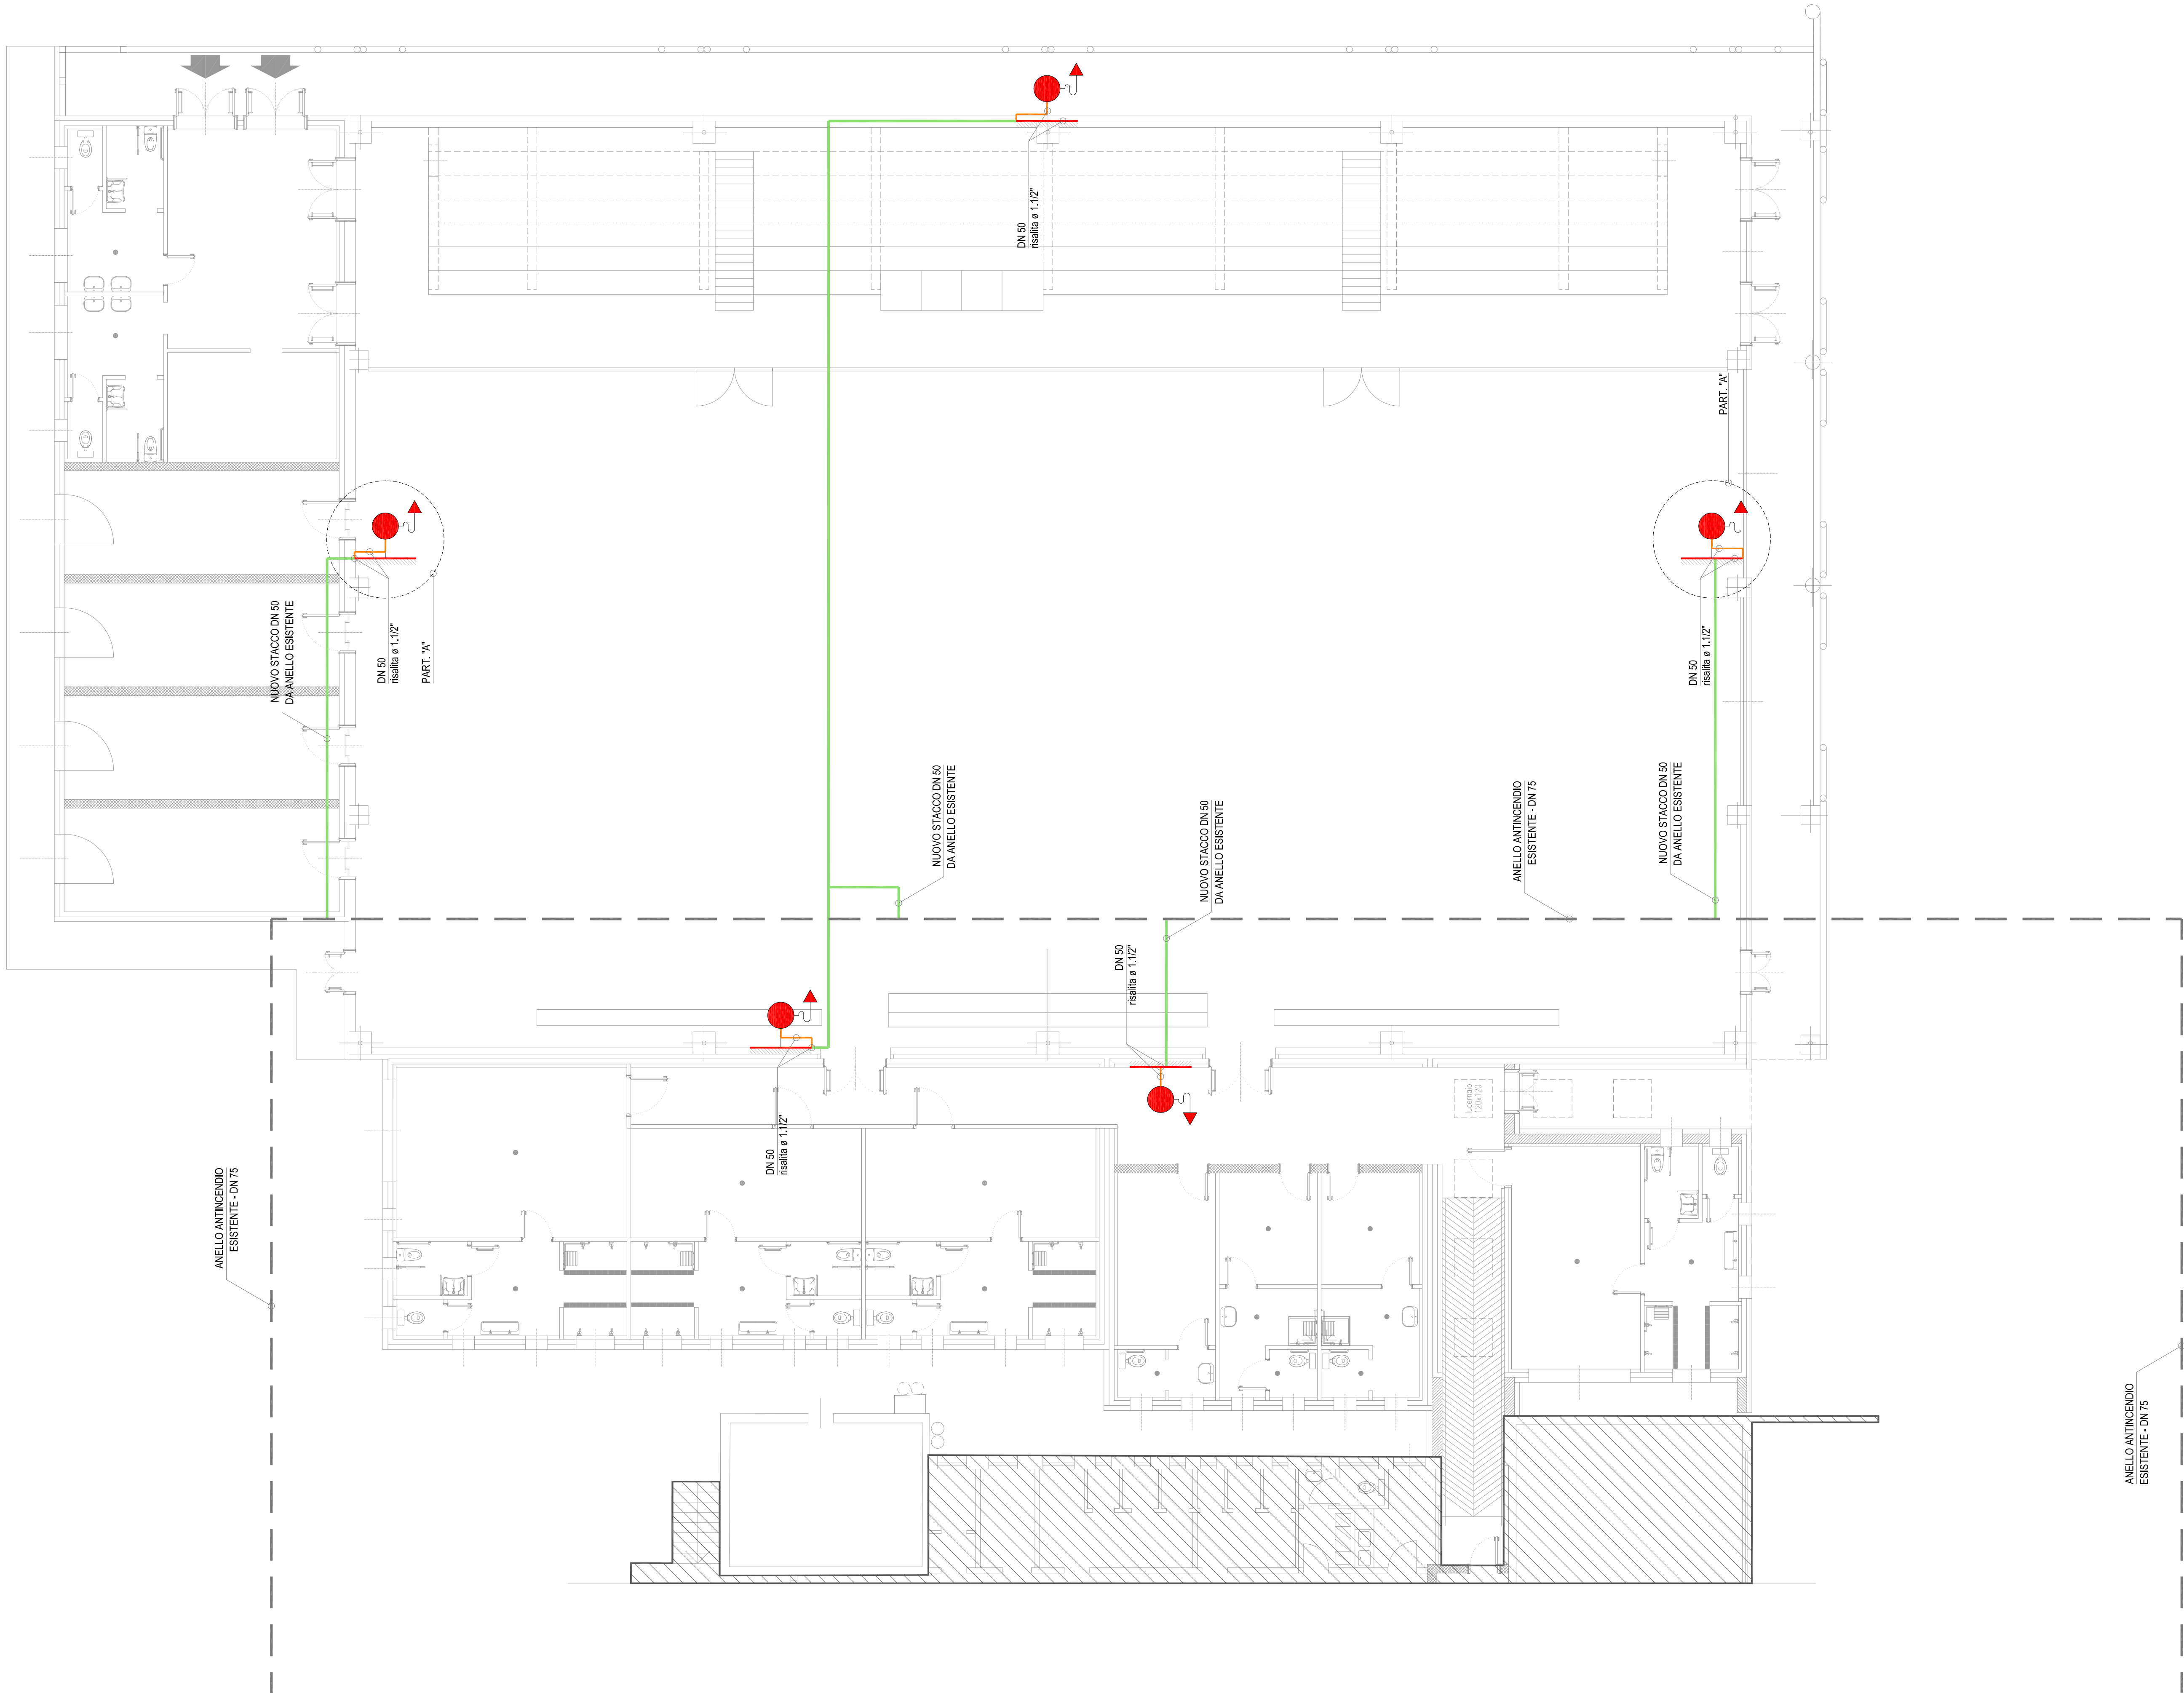 DN 50
risalita ø 1.1/2"
PART. "A"
NUOVO STACCO DN 50
DA ANELLO ESISTENTE
DN 50
risalita ø 1.1/2"
PART. "A"
DN 50
risalita ø 1.1/2"
NUOVO STACCO DN 50
DA ANELLO ESISTENTE
NUOVO STACCO DN 50
DA ANELLO ESISTENTE
ANELLO ANTINCENDIO
ESISTENTE - DN 75
NUOVO STACCO DN 50
DA ANELLO ESISTENTE
DN 50
risalita ø 1.1/2"
lucernaio
120x120
DN 50
risalita ø 1.1/2"
ANELLO ANTINCENDIO
ESISTENTE - DN 75
ANELLO ANTINCENDIO
ESISTENTE - DN 75